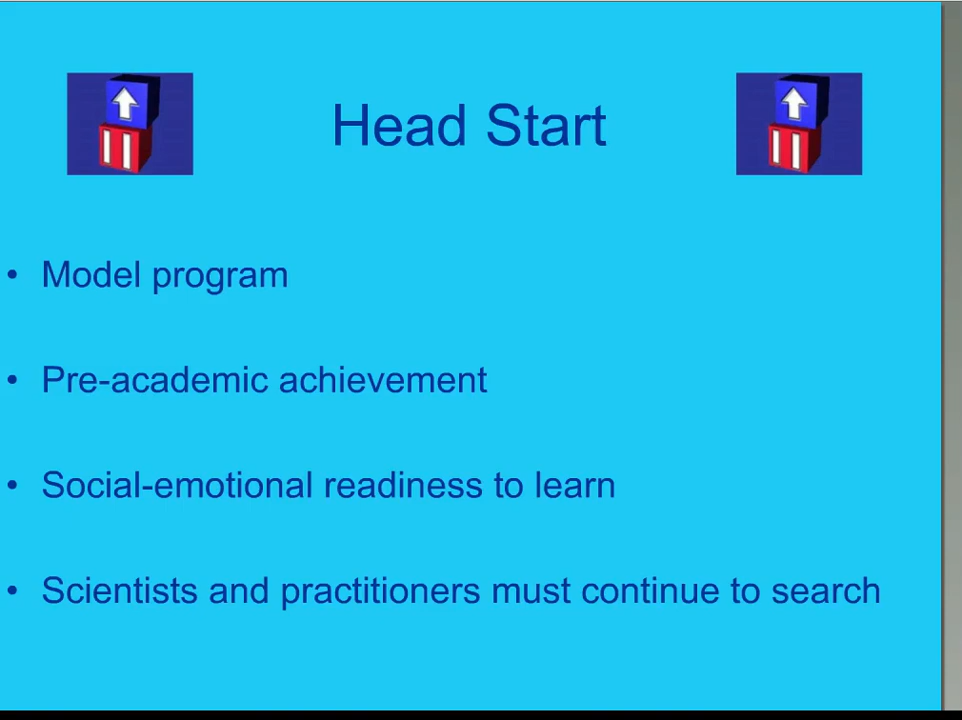 Head Start
• Model program
• Pre-academic achievement
• Social-emotional readiness to learn
• Scientists and practitioners must continue to search